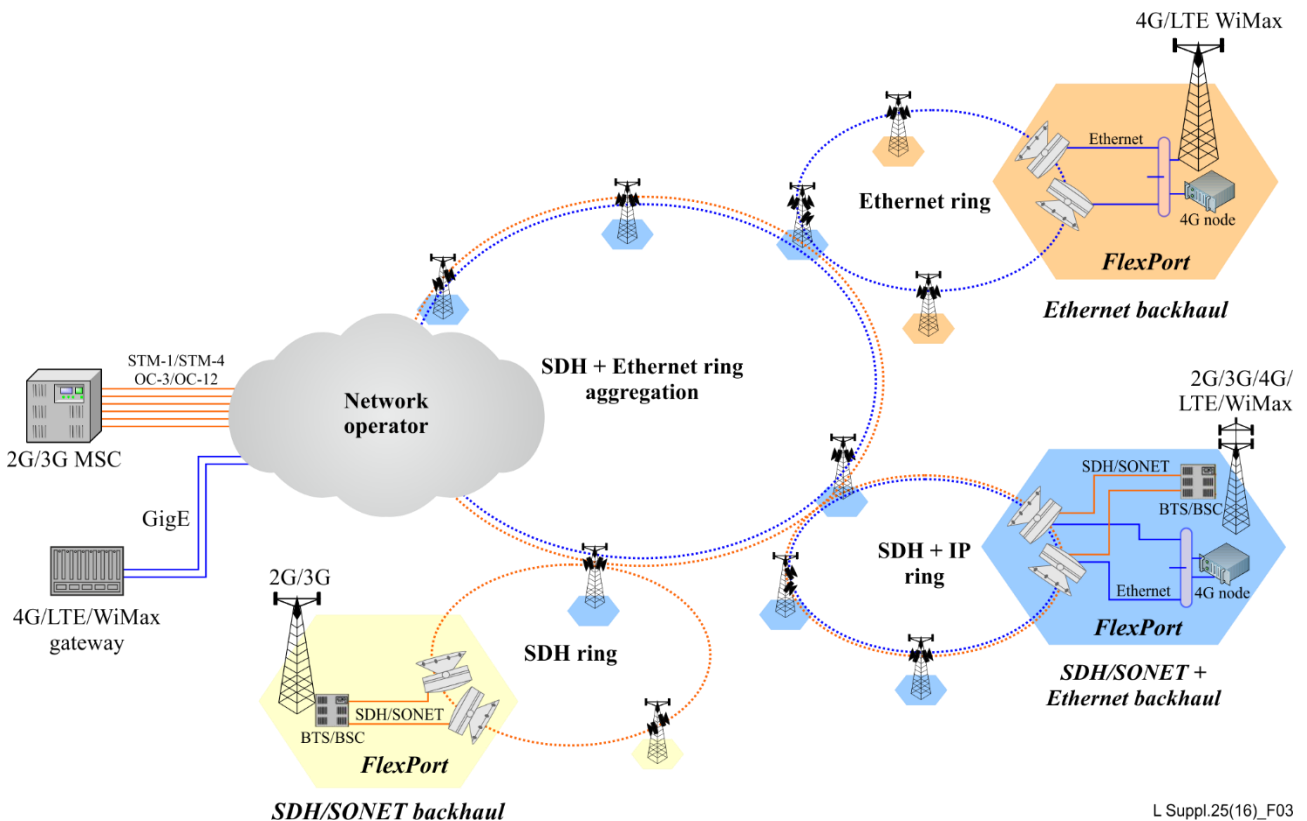 4G/LTE WiMax
Ethernet
Ethernet ring
4G node
FlexPort
Ethernet backhaul
STM-1/STM-4
OC-3/OC-12
SDH + Ethernet ring
aggregation
Network
operator
2G/3G MSC
2G/3G/4G/
LTE/WiMax
SDH/SONET
BTS/BSC
GigE
SDH + IP
ring
Ethernet
4G node
FlexPort
SDH/SONET +
Ethernet backhaul
4G/LTE/WiMax
gateway
2G/3G
SDH ring
SDH/SONET
BTS/BSC
FlexPort
SDH/SONET backhaul
L Suppl.25(16)_F03